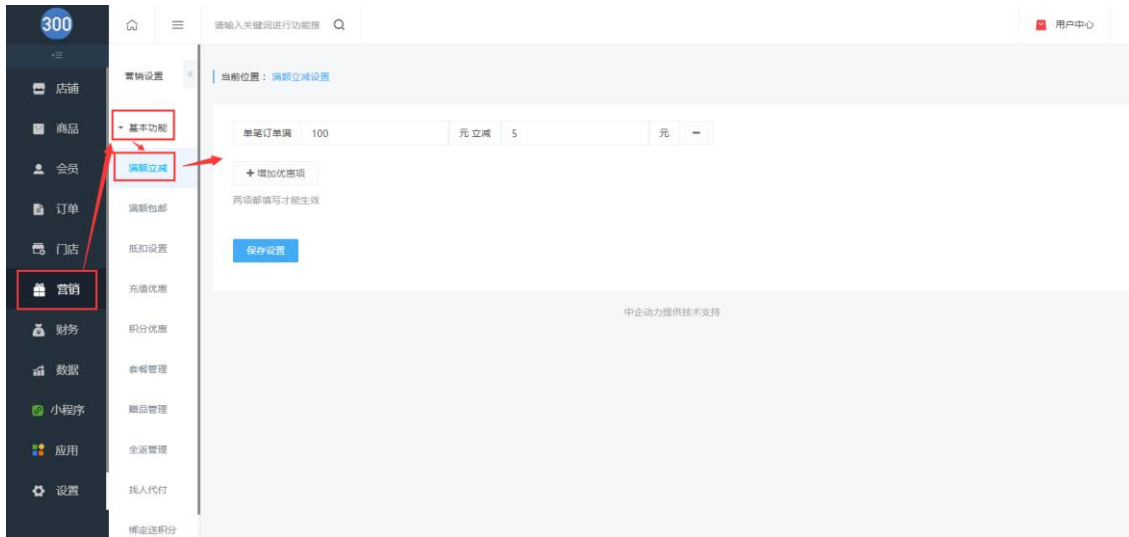 300
请输入关键词进行功能搜
用户中心
店铺
商品
会员
订单
门店
营销
财务
数据
小程序
应用
设置
营销设置
基本功能
满额立减
满额包邮
抵扣设置
充值优惠
积分优惠
套餐管理
赠品管理
全返管理
找人代付
绑定送积分
当前位置： 满额立减设置
单笔订单满 100 元 立减 5 元 −
+ 增加优惠项
两项都填写才能生效
保存设置
中企动力提供技术支持